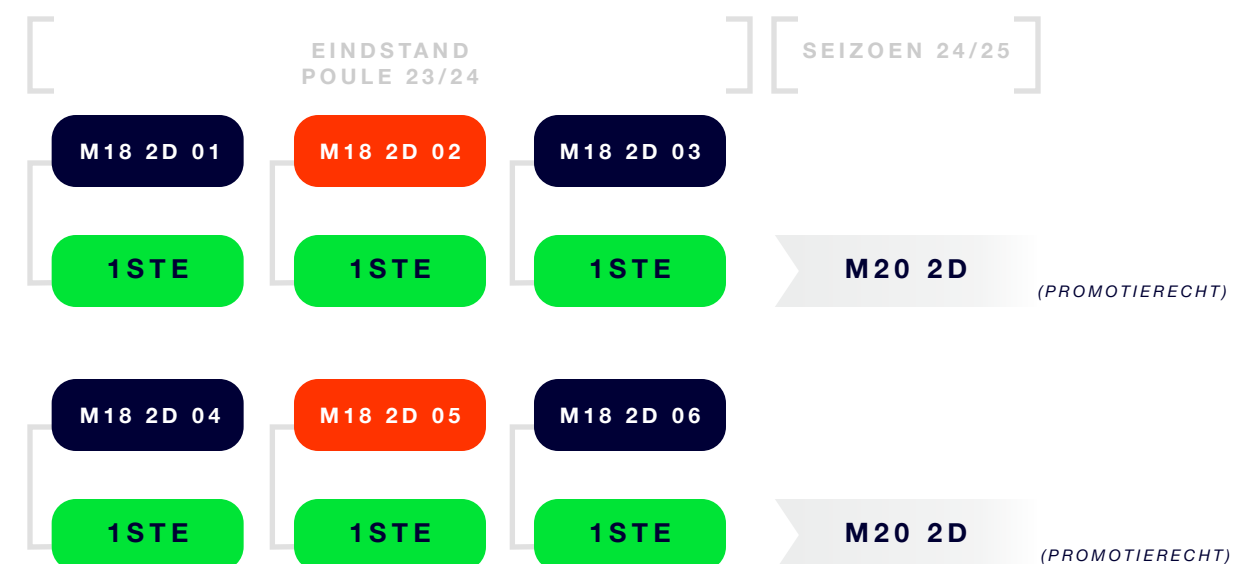 EINDSTAND
POULE 23/24
SEIZOEN 24/25
M18 2D 01
M18 2D 02
M18 2D 03
1STE
1STE
1STE
M20 2D
(PROMOTIERECHT)
M18 2D 04
M18 2D 05
M18 2D 06
1STE
1STE
1STE
M20 2D
(PROMOTIERECHT)